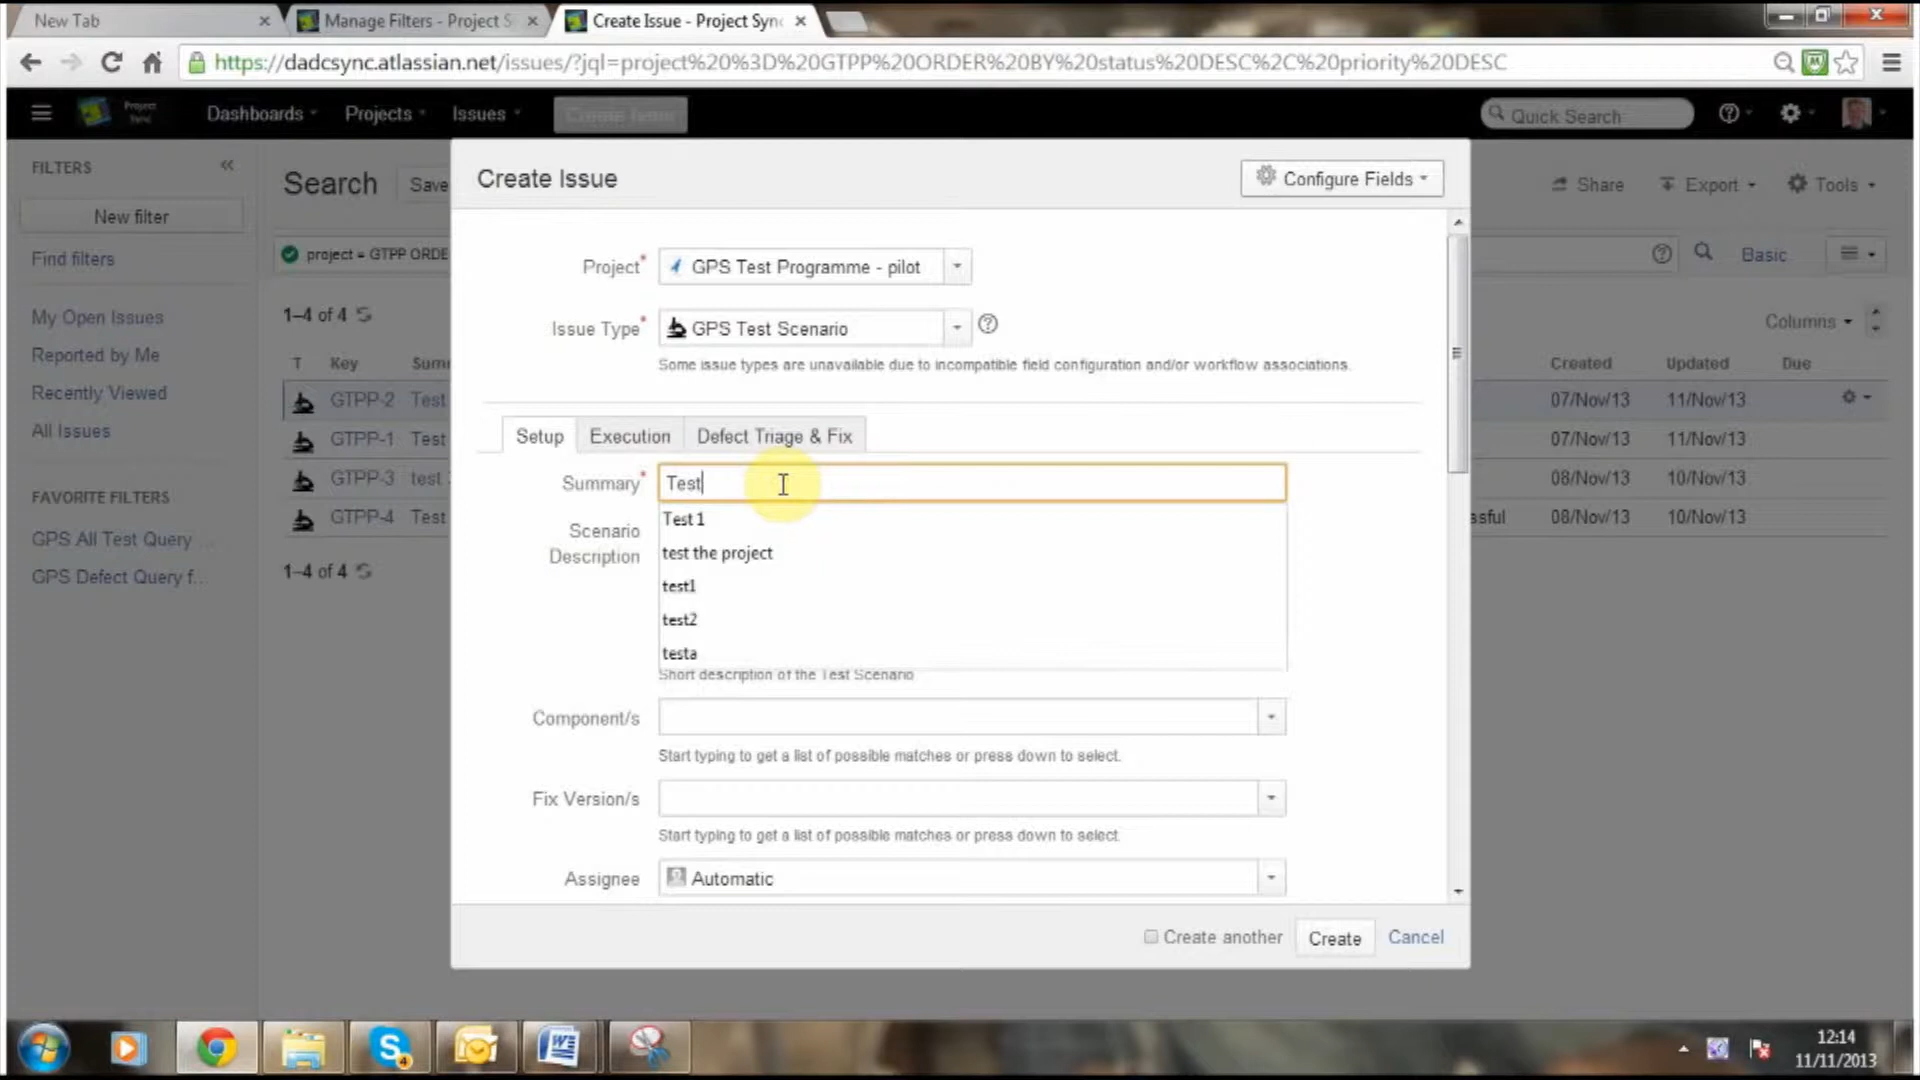 New Tab
Manage Filters - Project S
Create Issue - Project Sync
https://dadcsync.atlassian.net/issues/?jql=project%20%3D%20GTPP%20ORDER%20BY%20status%20DESC%2C%20priority%20DESC
Project Sync
Dashboards
Projects
Issues
Create Issue
Quick Search
FILTERS
New filter
Find filters
My Open Issues
Reported by Me
Recently Viewed
All Issues
FAVORITE FILTERS
GPS All Test Query ...
GPS Defect Query f...
Search
Save
Share
Export
Tools
project = GTPP ORDE
Basic
1–4 of 4
Columns
T Key Sum
Created Updated Due
GTPP-2 Test
07/Nov/13 11/Nov/13
GTPP-1 Test
07/Nov/13 11/Nov/13
GTPP-3 test
08/Nov/13 10/Nov/13
GTPP-4 Test
ssful 08/Nov/13 10/Nov/13
1–4 of 4
Create Issue
Configure Fields
Project* GPS Test Programme - pilot
Issue Type* GPS Test Scenario
Some issue types are unavailable due to incompatible field configuration and/or workflow associations.
Setup Execution Defect Triage & Fix
Summary* Test
Test 1
test the project
test1
test2
testa
Scenario
Description
Short description of the Test Scenario
Component/s
Start typing to get a list of possible matches or press down to select.
Fix Version/s
Start typing to get a list of possible matches or press down to select.
Assignee Automatic
Create another Create Cancel
4
12:14
11/11/2013